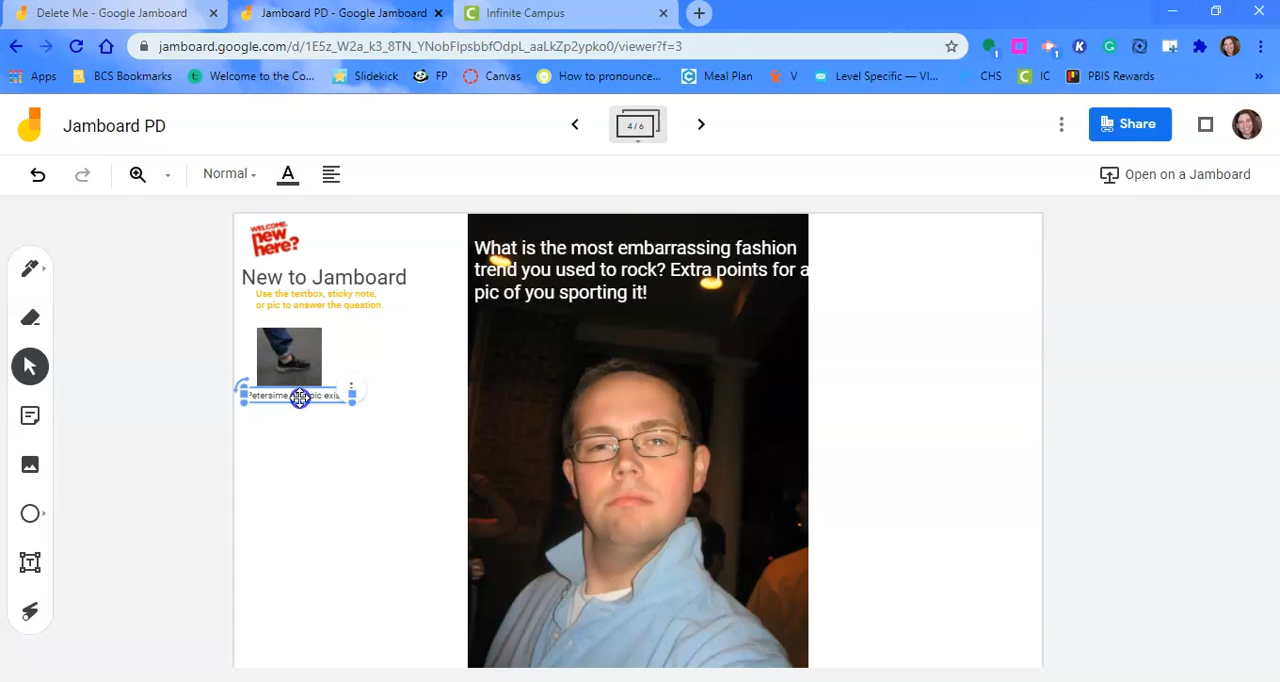 Delete Me - Google Jamboard
Jamboard PD - Google Jamboard
Infinite Campus
jamboard.google.com/d/1E5z_W2a_k3_8TN_YNobFIpsbbfOdpL_aaLkZp2ypko0/viewer?f=3
Apps
BCS Bookmarks
Welcome to the Co...
Slidekick
FP
Canvas
How to pronounce...
Meal Plan
V
Level Specific — VI...
CHS
IC
PBIS Rewards
Jamboard PD
4/6
Share
Normal
A
Open on a Jamboard
WELCOME.
new
here?
New to Jamboard
Use the textbox, sticky note,
or pic to answer the question.
Petersime
pic
What is the most embarrassing fashion
trend you used to rock? Extra points for a
pic of you sporting it!